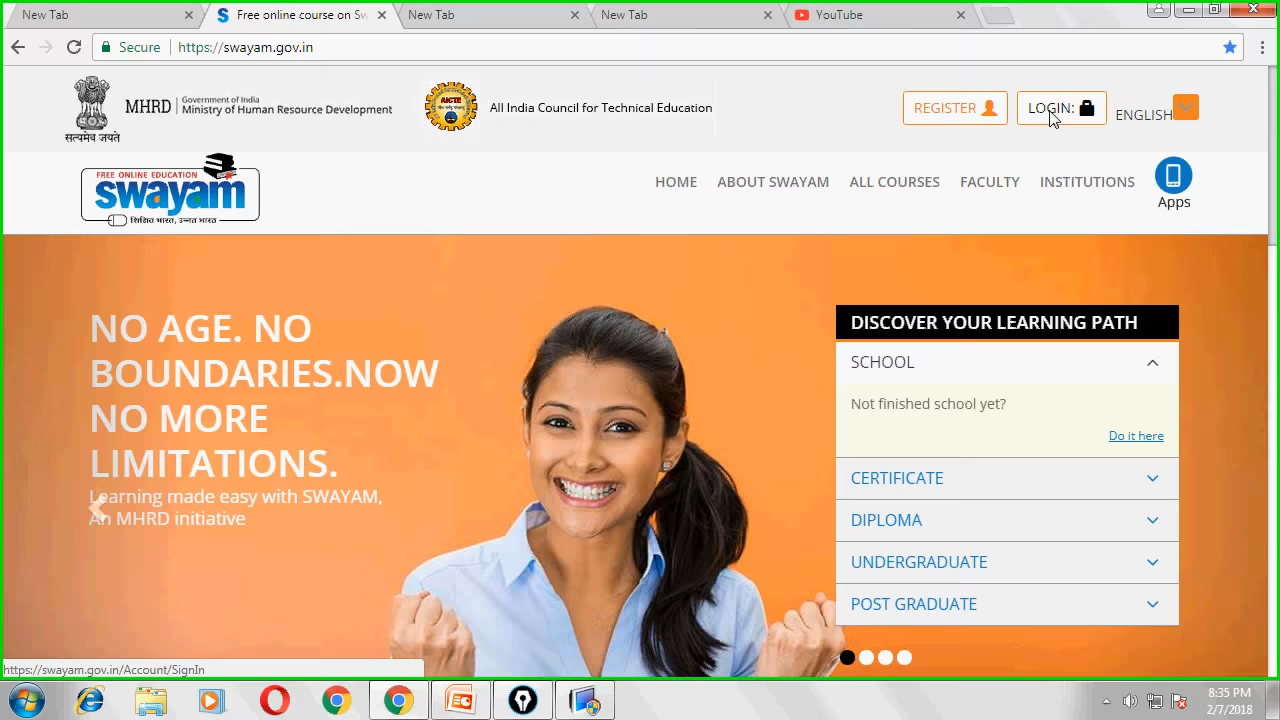 New Tab
Free online course on Sw
New Tab
New Tab
YouTube
Secure
https://swayam.gov.in
सत्यमेव जयते
MHRD
Government of India
Ministry of Human Resource Development
AICTE
All India Council for Technical Education
REGISTER
LOGIN:
ENGLISH
FREE ONLINE EDUCATION
swayam
शिक्षित भारत, उन्नत भारत
HOME
ABOUT SWAYAM
ALL COURSES
FACULTY
INSTITUTIONS
Apps
NO AGE. NO
BOUNDARIES.NOW
NO MORE
LIMITATIONS.
Learning made easy with SWAYAM,
An MHRD initiative
DISCOVER YOUR LEARNING PATH
SCHOOL
Not finished school yet?
Do it here
CERTIFICATE
DIPLOMA
UNDERGRADUATE
POST GRADUATE
https://swayam.gov.in/Account/SignIn
8:35 PM
2/7/2018